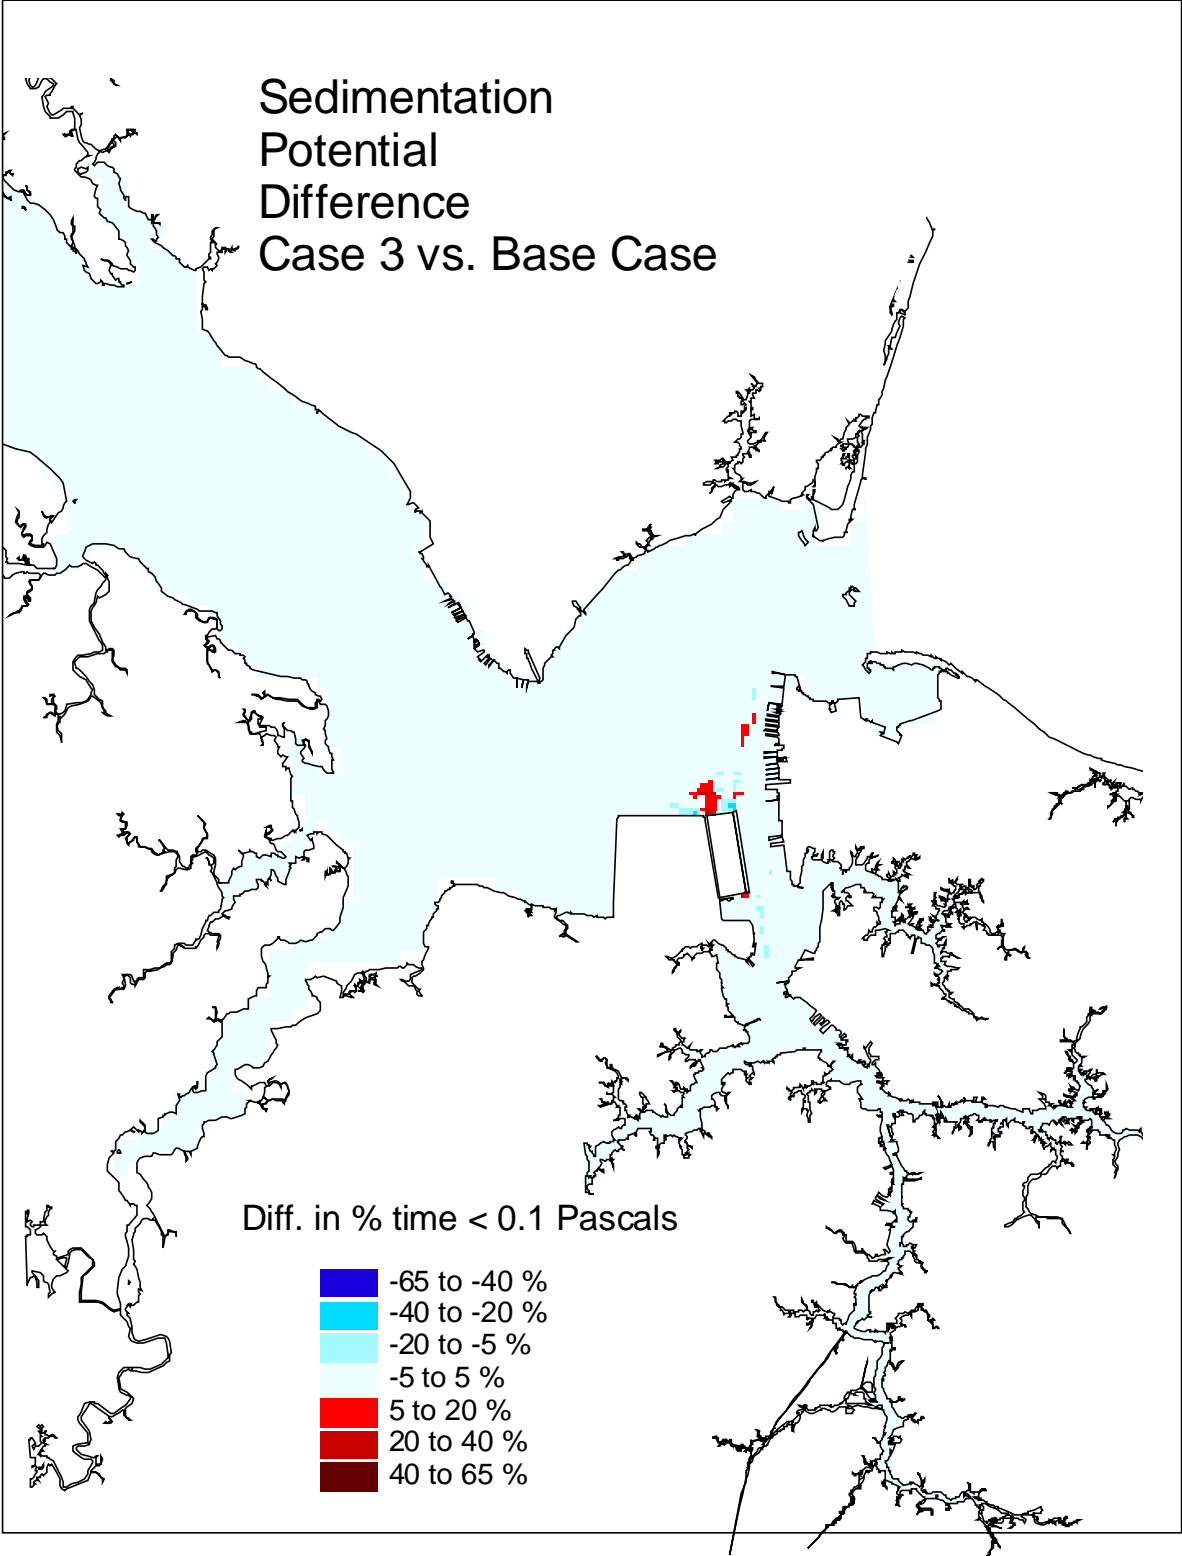 Sedimentation
Potential
Difference
Case 3 vs. Base Case
Diff. in % time < 0.1 Pascals
-65 to -40 %
-40 to -20 %
-20 to -5 %
-5 to 5 %
5 to 20 %
20 to 40 %
40 to 65 %